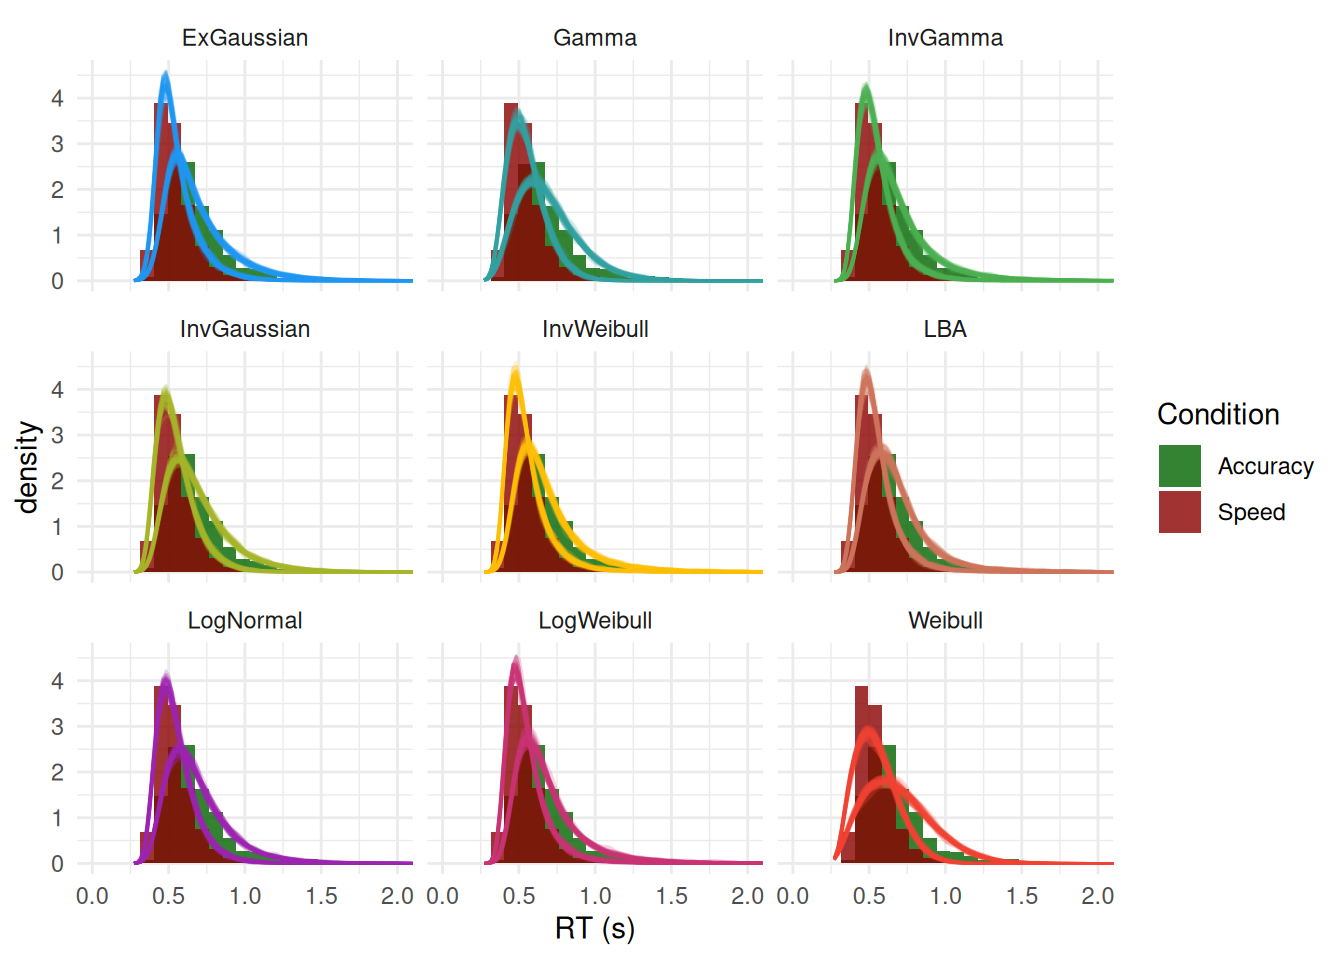 ExGaussian Gamma InvGamma
4
3
2
1
0
InvGaussian InvWeibull LBA
4
3
2
1
0
density
Condition
Accuracy
Speed
LogNormal LogWeibull Weibull
4
3
2
1
0
0.0 0.5 1.0 1.5 2.0 0.0 0.5 1.0 1.5 2.0 0.0 0.5 1.0 1.5 2.0
RT (s)